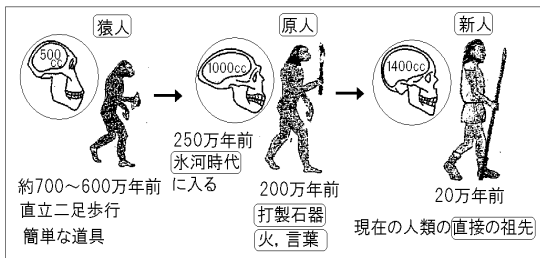 猿人
500
cc
約700～600万年前
直立二足歩行
簡単な道具
250万年前
氷河時代
に入る
原人
1000cc
200万年前
打製石器
火，言葉
新人
1400cc
20万年前
現在の人類の直接の祖先